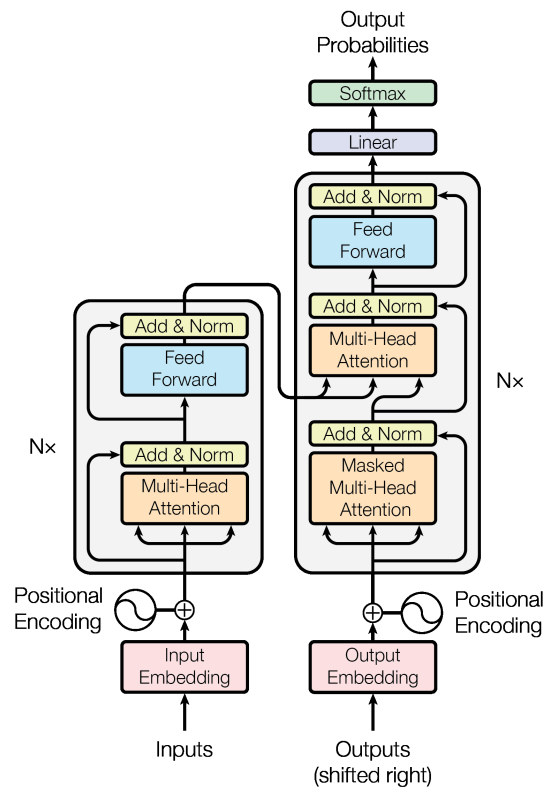 Output
Probabilities
Softmax
Linear
Add & Norm
Feed
Forward
Add & Norm
Multi-Head
Attention
Add & Norm
Masked
Multi-Head
Attention
N×
Add & Norm
Feed
Forward
Add & Norm
Multi-Head
Attention
N×
Positional
Encoding
Positional
Encoding
Input
Embedding
Output
Embedding
Inputs
Outputs
(shifted right)